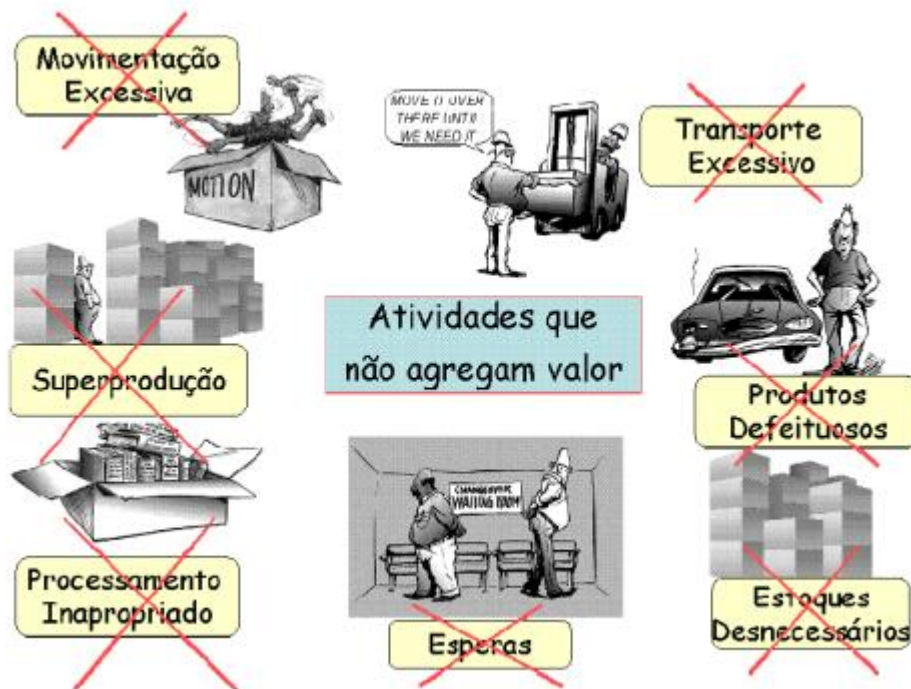 Movimentação
Excessiva
MOTION
MOVE IT OVER
THERE UNTIL
WE NEED IT
Transporte
Excessivo
Atividades que
não agregam valor
Superprodução
Produtos
Defeituosos
Processamento
Inapropriado
CHANGEOVER
WAITING ROOM
Esperas
Estoques
Desnecessários